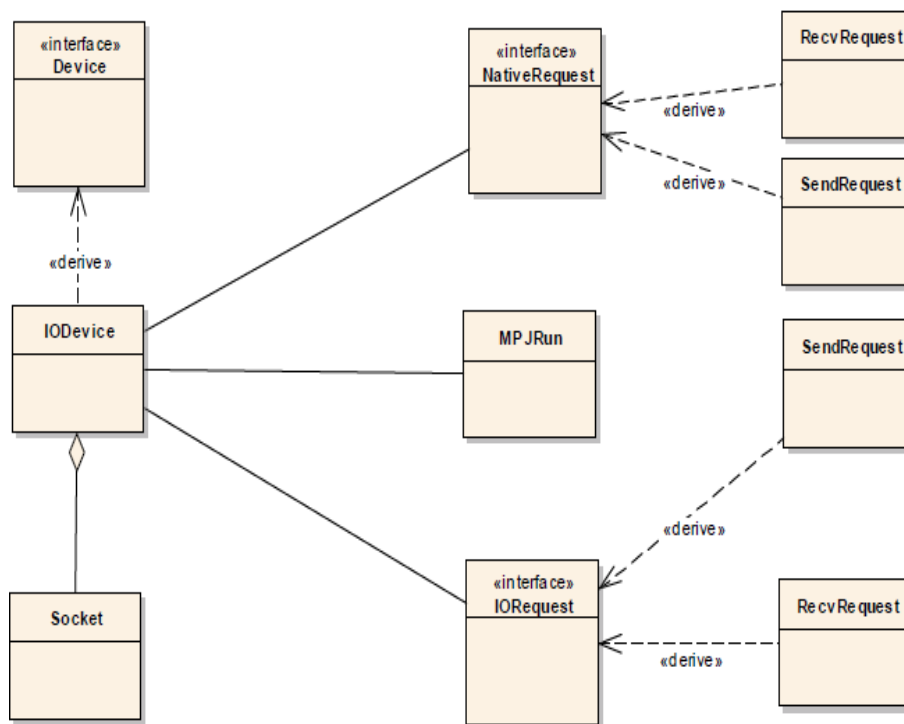 «interface»
Device
«interface»
NativeRequest
RecvRequest
«derive»
SendRequest
«derive»
«derive»
IODevice
MPJRun
SendRequest
«derive»
Socket
«interface»
IORequest
RecvRequest
«derive»